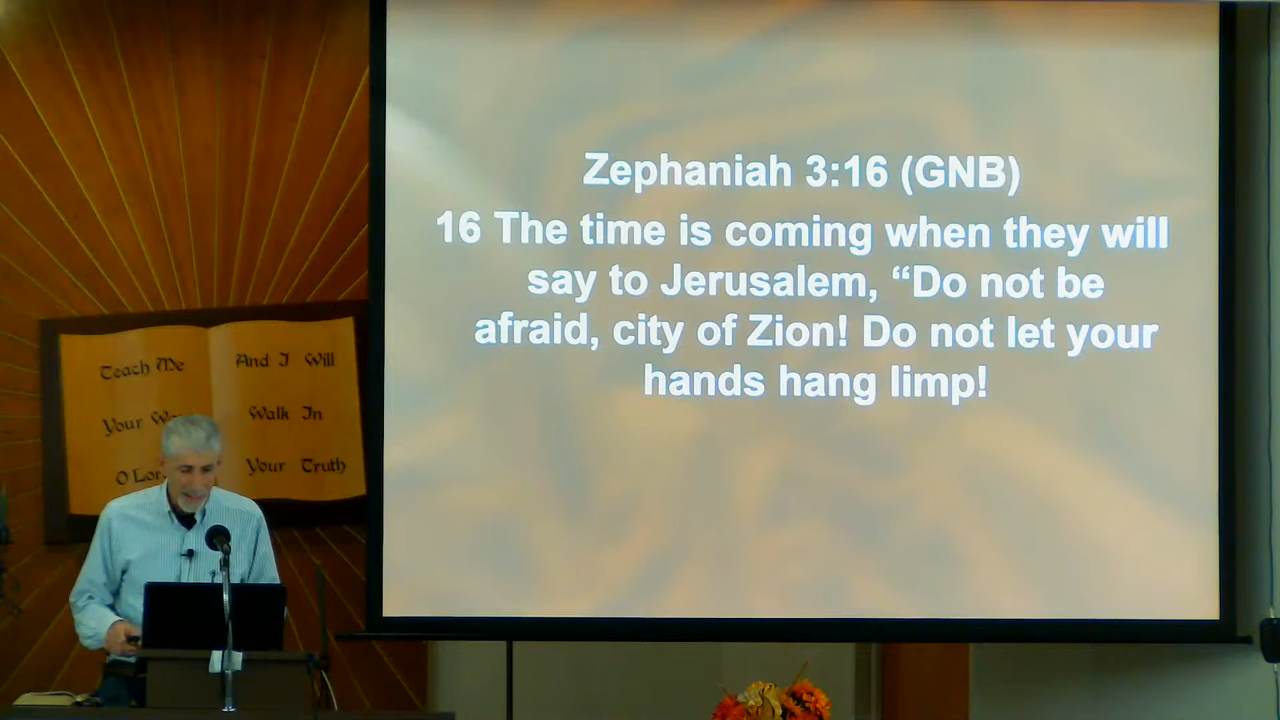 Zephaniah 3:16 (GNB)
16 The time is coming when they will
say to Jerusalem, “Do not be
afraid, city of Zion! Do not let your
hands hang limp!
Teach Me
Your
O
And I Will
Walk In
Your Truth